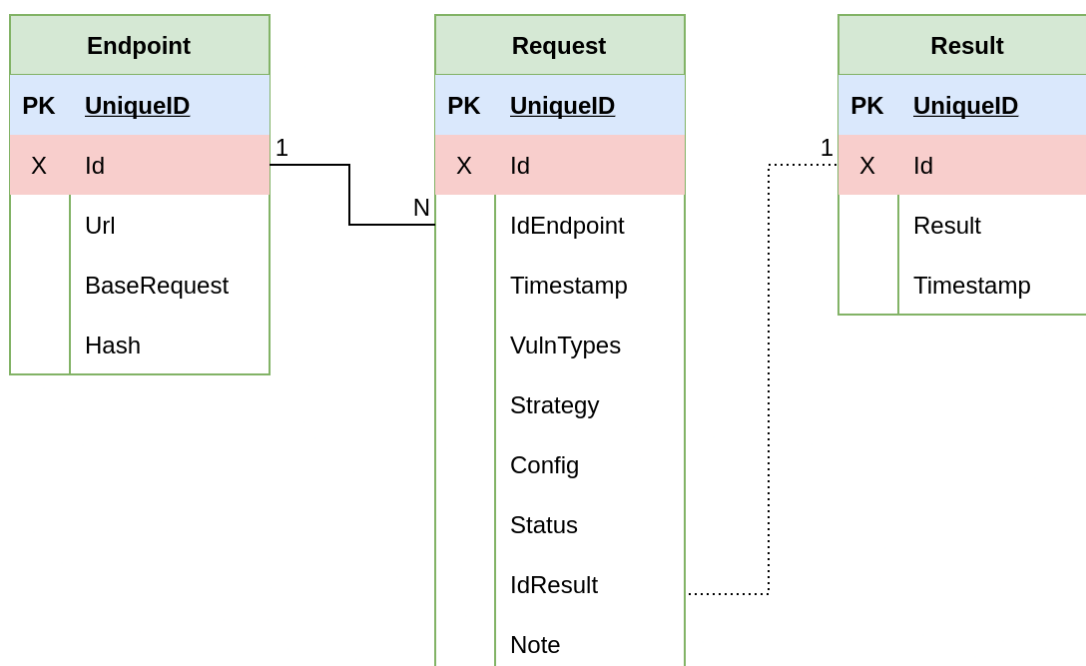 Endpoint
PK UniqueID
X Id
Url
BaseRequest
Hash
1
N
Request
PK UniqueID
X Id
IdEndpoint
Timestamp
VulnTypes
Strategy
Config
Status
IdResult
Note
1
Result
PK UniqueID
X Id
Result
Timestamp